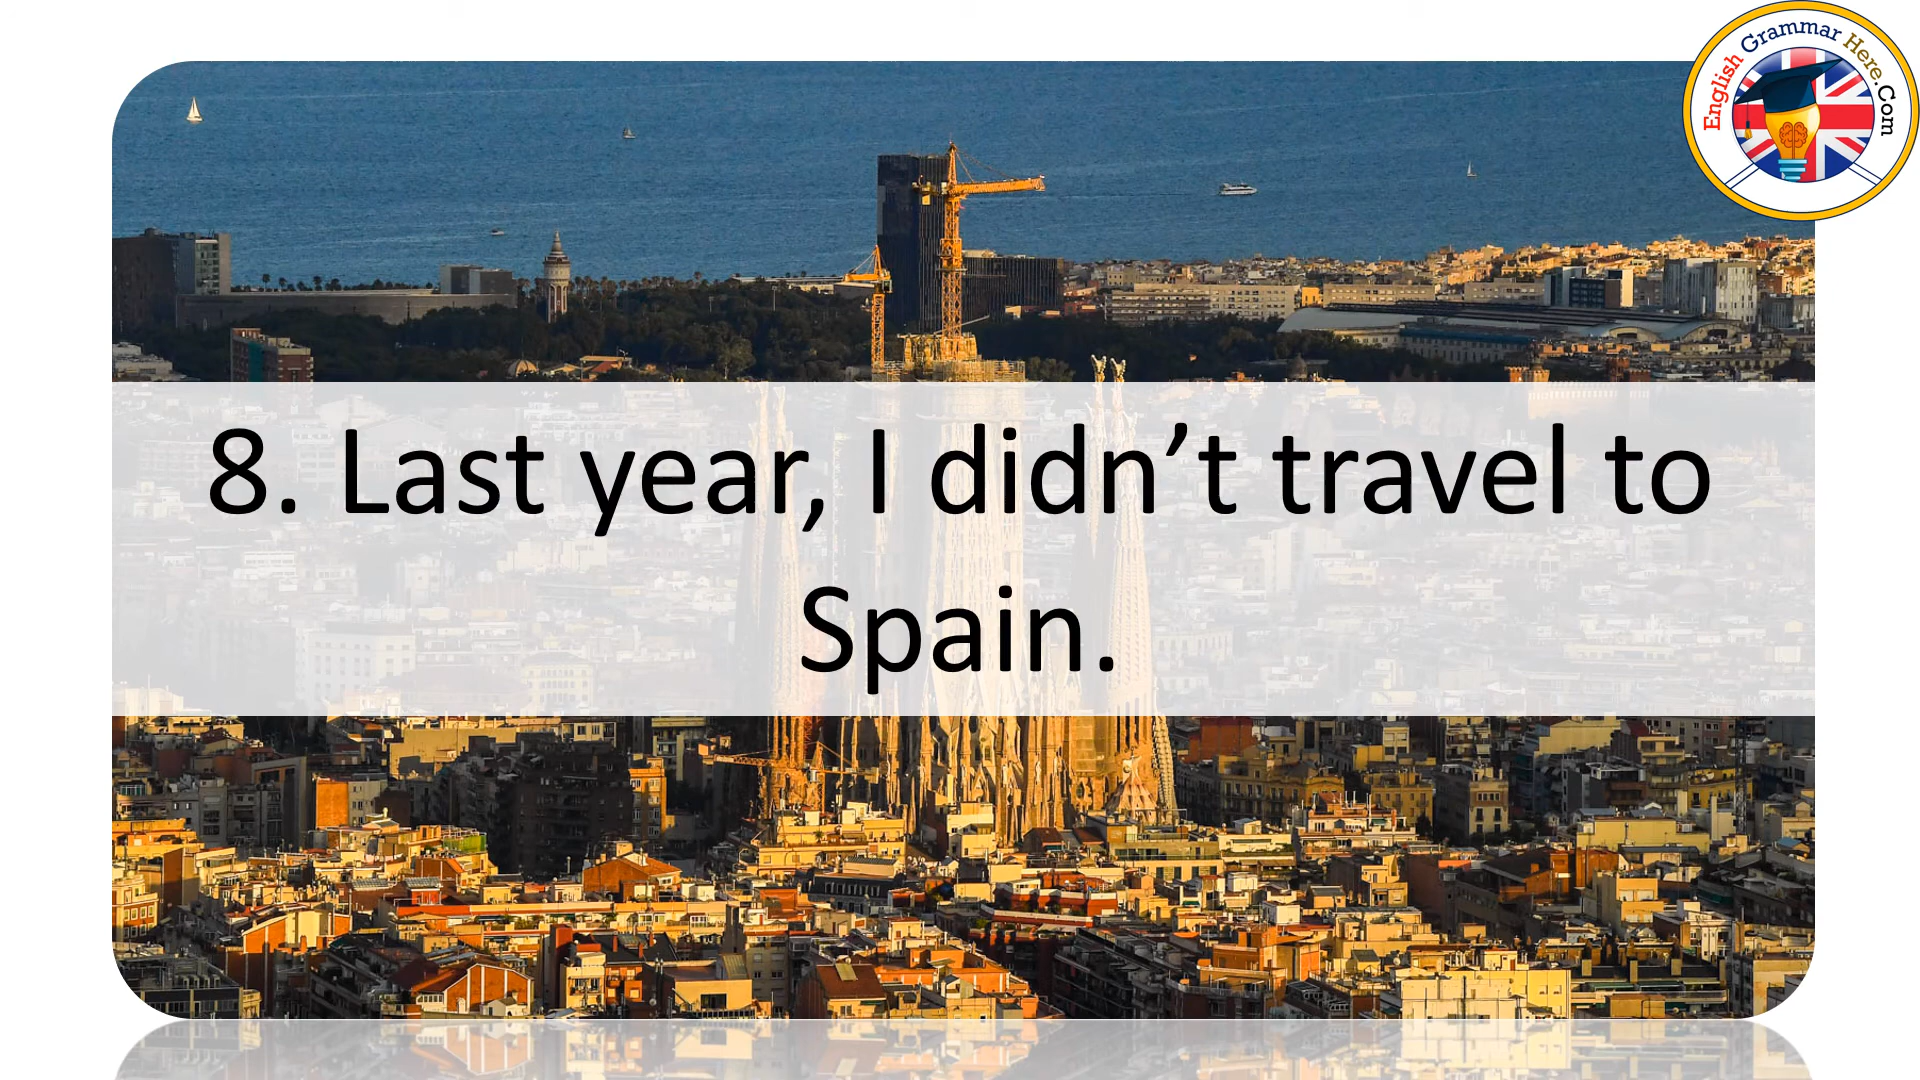 English Grammar Here.Com
8. Last year, I didn’t travel to
Spain.